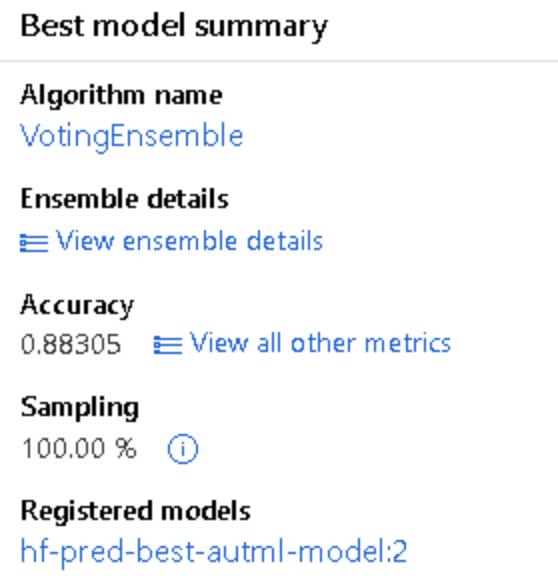 Best model summary
Algorithm name
VotingEnsemble
Ensemble details
View ensemble details
Accuracy
0.88305 View all other metrics
Sampling
100.00 %
Registered models
hf-pred-best-autml-model:2